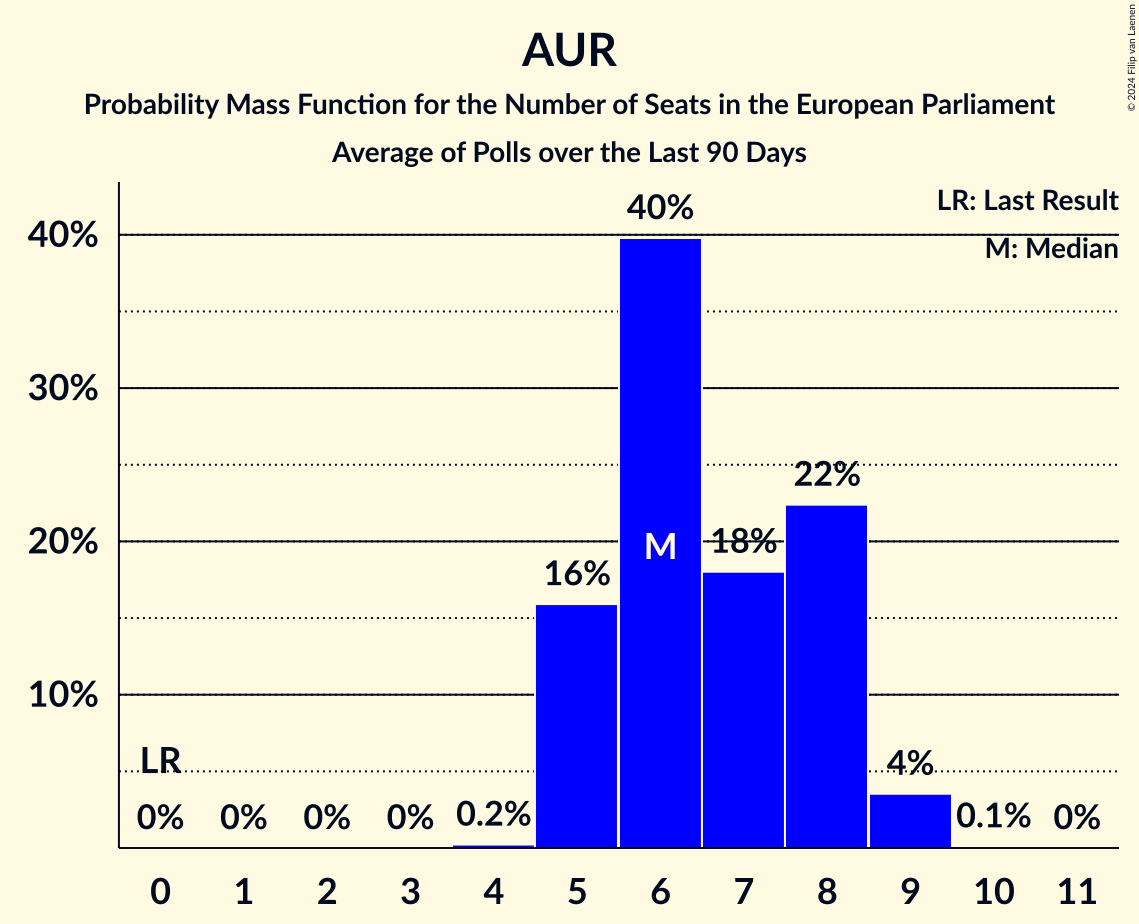 AUR
Probability Mass Function for the Number of Seats in the European Parliament
Average of Polls over the Last 90 Days
© 2024 Filip van Laenen
LR: Last Result
M: Median
40%
30%
20%
10%
LR
0%
0%
0%
0%
0.2%
16%
40%
M
18%
22%
4%
0.1%
0%
0 1 2 3 4 5 6 7 8 9 10 11